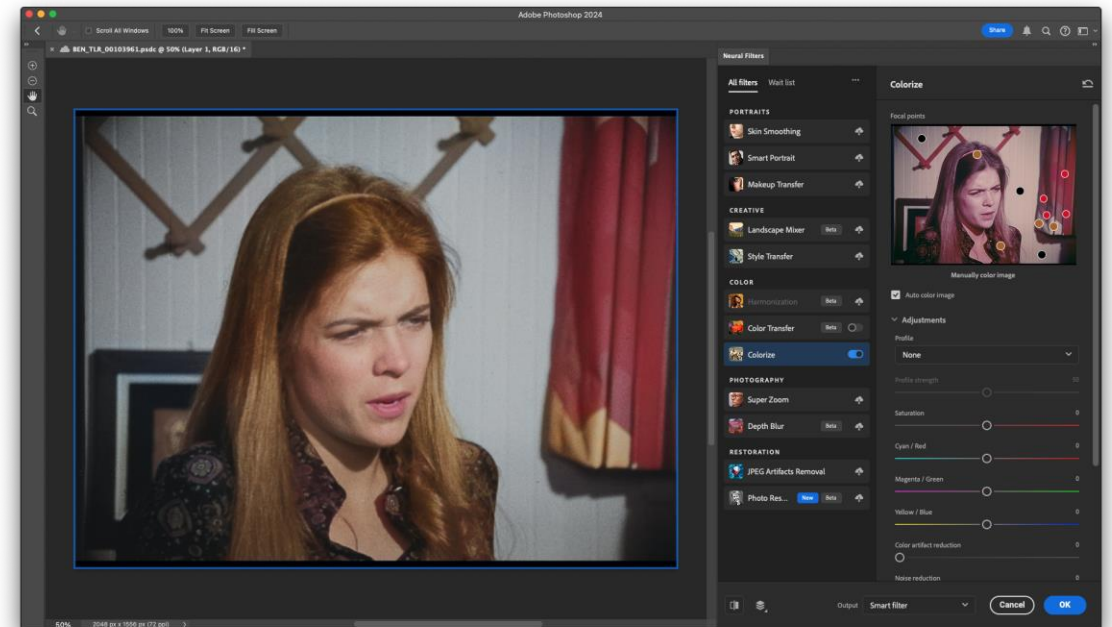 Adobe Photoshop 2024
Scroll All Windows 100% Fit Screen Fill Screen Share
BEN_TLR_00103961.psdc @ 50% (Layer 1, RGB/16) *
Neural Filters
All filters Wait list
PORTRAITS
Skin Smoothing
Smart Portrait
Makeup Transfer
CREATIVE
Landscape Mixer Beta
Style Transfer
COLOR
Harmonization Beta
Color Transfer Beta
Colorize
PHOTOGRAPHY
Super Zoom
Depth Blur Beta
RESTORATION
JPEG Artifacts Removal
Photo Res... New Beta
Colorize
Focal points
Manually color image
Auto color image
Adjustments
Profile
None
Profile strength 50
Saturation 0
Cyan / Red 0
Magenta / Green 0
Yellow / Blue 0
Color artifact reduction 0
Noise reduction 0
Output Smart filter Cancel OK
50% 2048 px x 1556 px (72 ppi)